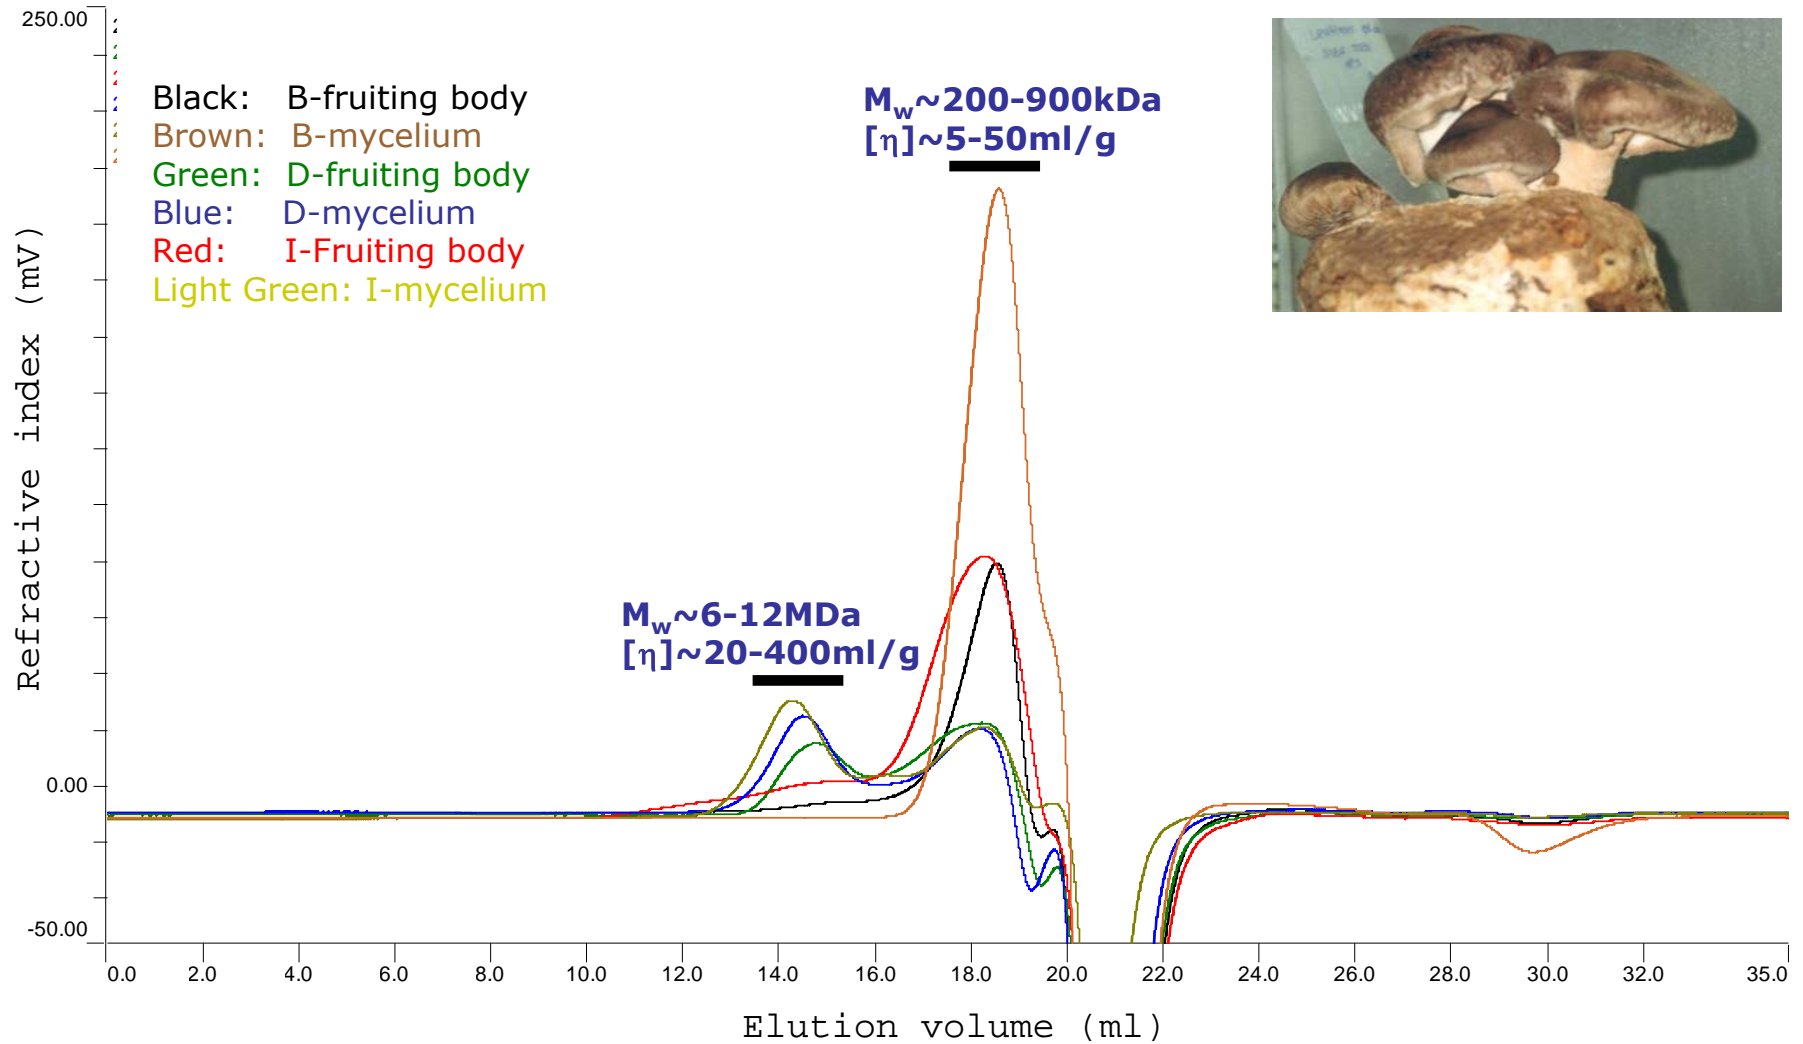 250.00
Black: B-fruiting body
Brown: B-mycelium
Green: D-fruiting body
Blue: D-mycelium
Red: I-Fruiting body
Light Green: I-mycelium
Mw~200-900kDa
[η]~5-50ml/g
Mw~6-12MDa
[η]~20-400ml/g
Refractive index (mV)
0.00
-50.00
0.0 2.0 4.0 6.0 8.0 10.0 12.0 14.0 16.0 18.0 20.0 22.0 24.0 26.0 28.0 30.0 32.0 35.0
Elution volume (ml)